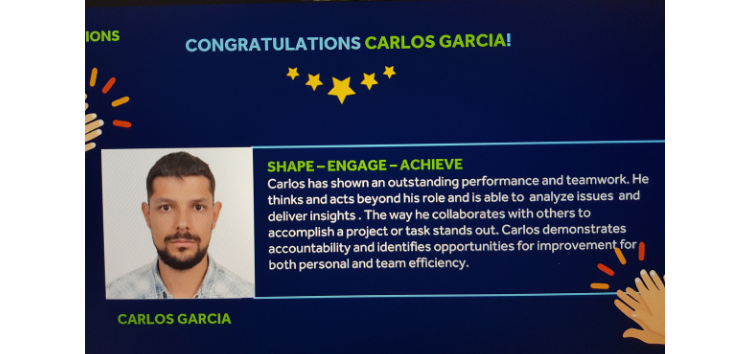 IONS
CONGRATULATIONS CARLOS GARCIA!
SHAPE – ENGAGE – ACHIEVE
Carlos has shown an outstanding performance and teamwork. He
thinks and acts beyond his role and is able to analyze issues and
deliver insights . The way he collaborates with others to
accomplish a project or task stands out. Carlos demonstrates
accountability and identifies opportunities for improvement for
both personal and team efficiency.
CARLOS GARCIA